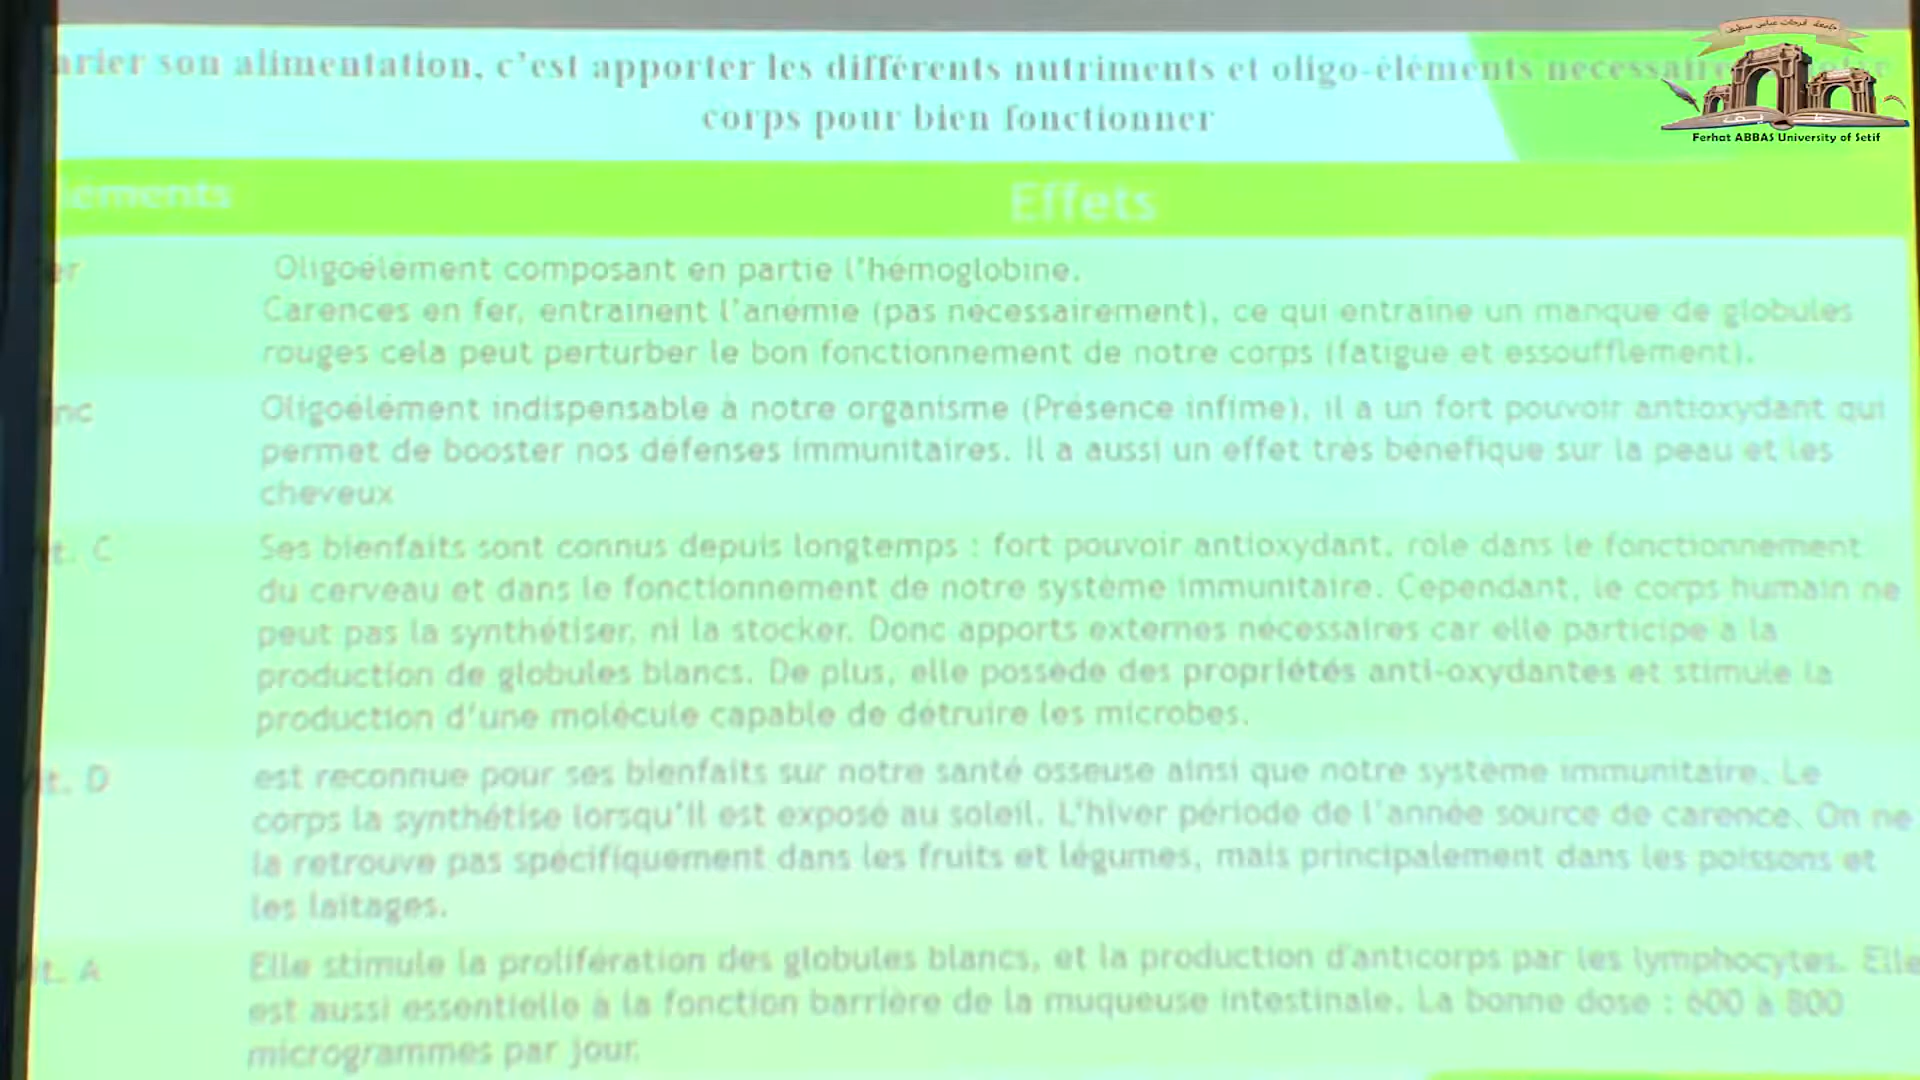 arier son alimentation, c'est apporter les différents nutriments et oligo-éléments necessaire
corps pour bien fonctionner
léments Effets
er Oligoélément composant en partie l'hémoglobine.
Carences en fer, entrainent l'anémie (pas nécessairement), ce qui entraîne un manque de globules
rouges cela peut perturber le bon fonctionnement de notre corps (fatigue et essoufflement).
nc Oligoélément indispensable à notre organisme (Présence infime), il a un fort pouvoir antioxydant qui
permet de booster nos défenses immunitaires. Il a aussi un effet très bénéfique sur la peau et les
cheveux
t. C Ses bienfaits sont connus depuis longtemps : fort pouvoir antioxydant, role dans le fonctionnement
du cerveau et dans le fonctionnement de notre système immunitaire. Cependant, le corps humain ne
peut pas la synthétiser, ni la stocker. Donc apports externes nécessaires car elle participe à la
production de globules blancs. De plus, elle possède des propriétés anti-oxydantes et stimule la
production d'une molécule capable de détruire les microbes.
t. D est reconnue pour ses bienfaits sur notre santé osseuse ainsi que notre système immunitaire. Le
corps la synthétise lorsqu'il est exposé au soleil. L'hiver période de l'année source de carence. On ne
la retrouve pas spécifiquement dans les fruits et légumes, mais principalement dans les poissons et
les laitages.
t. A Elle stimule la prolifération des globules blancs, et la production d'anticorps par les lymphocytes. Elle
est aussi essentielle à la fonction barrière de la muqueuse intestinale. La bonne dose : 600 à 800
microgrammes par jour.
جامعة فرحات عباس سطيف
Ferhat ABBAS University of Setif